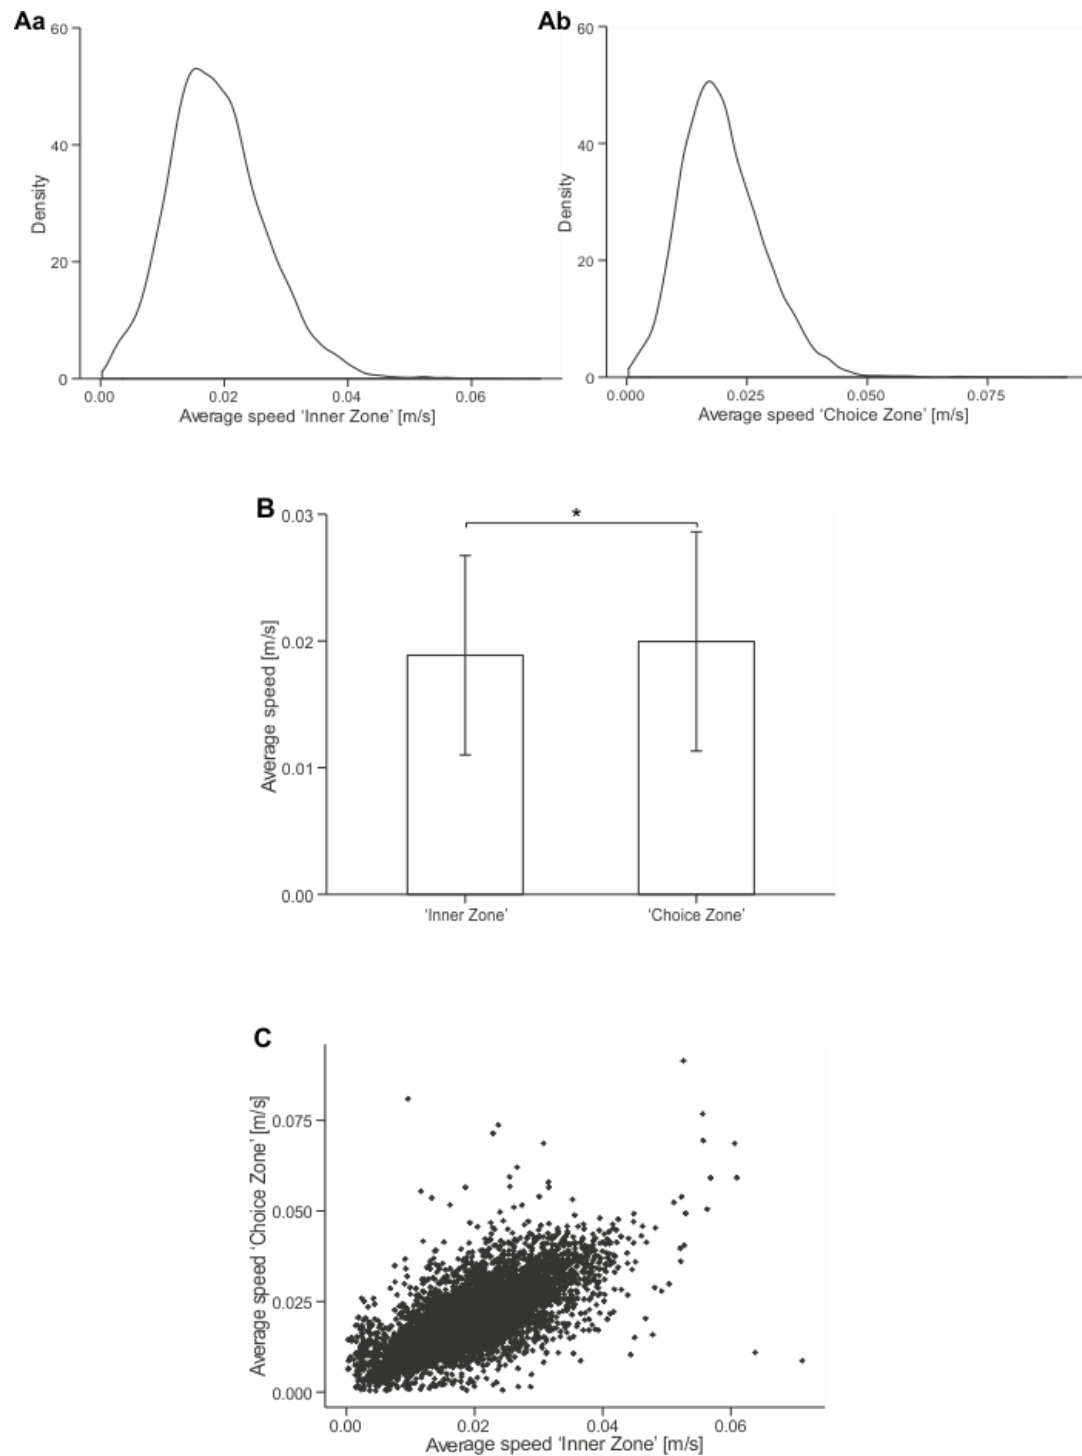 Aa
60
40
20
0
Density
0.00 0.02 0.04 0.06
Average speed ‘Inner Zone’ [m/s]
Ab
60
40
20
0
Density
0.000 0.025 0.050 0.075
Average speed ‘Choice Zone’ [m/s]
B
*
0.03
0.02
0.01
0.00
Average speed [m/s]
‘Inner Zone’ ‘Choice Zone’
C
0.075
0.050
0.025
0.000
Average speed ‘Choice Zone’ [m/s]
0.00 0.02 0.04 0.06
Average speed ‘Inner Zone’ [m/s]